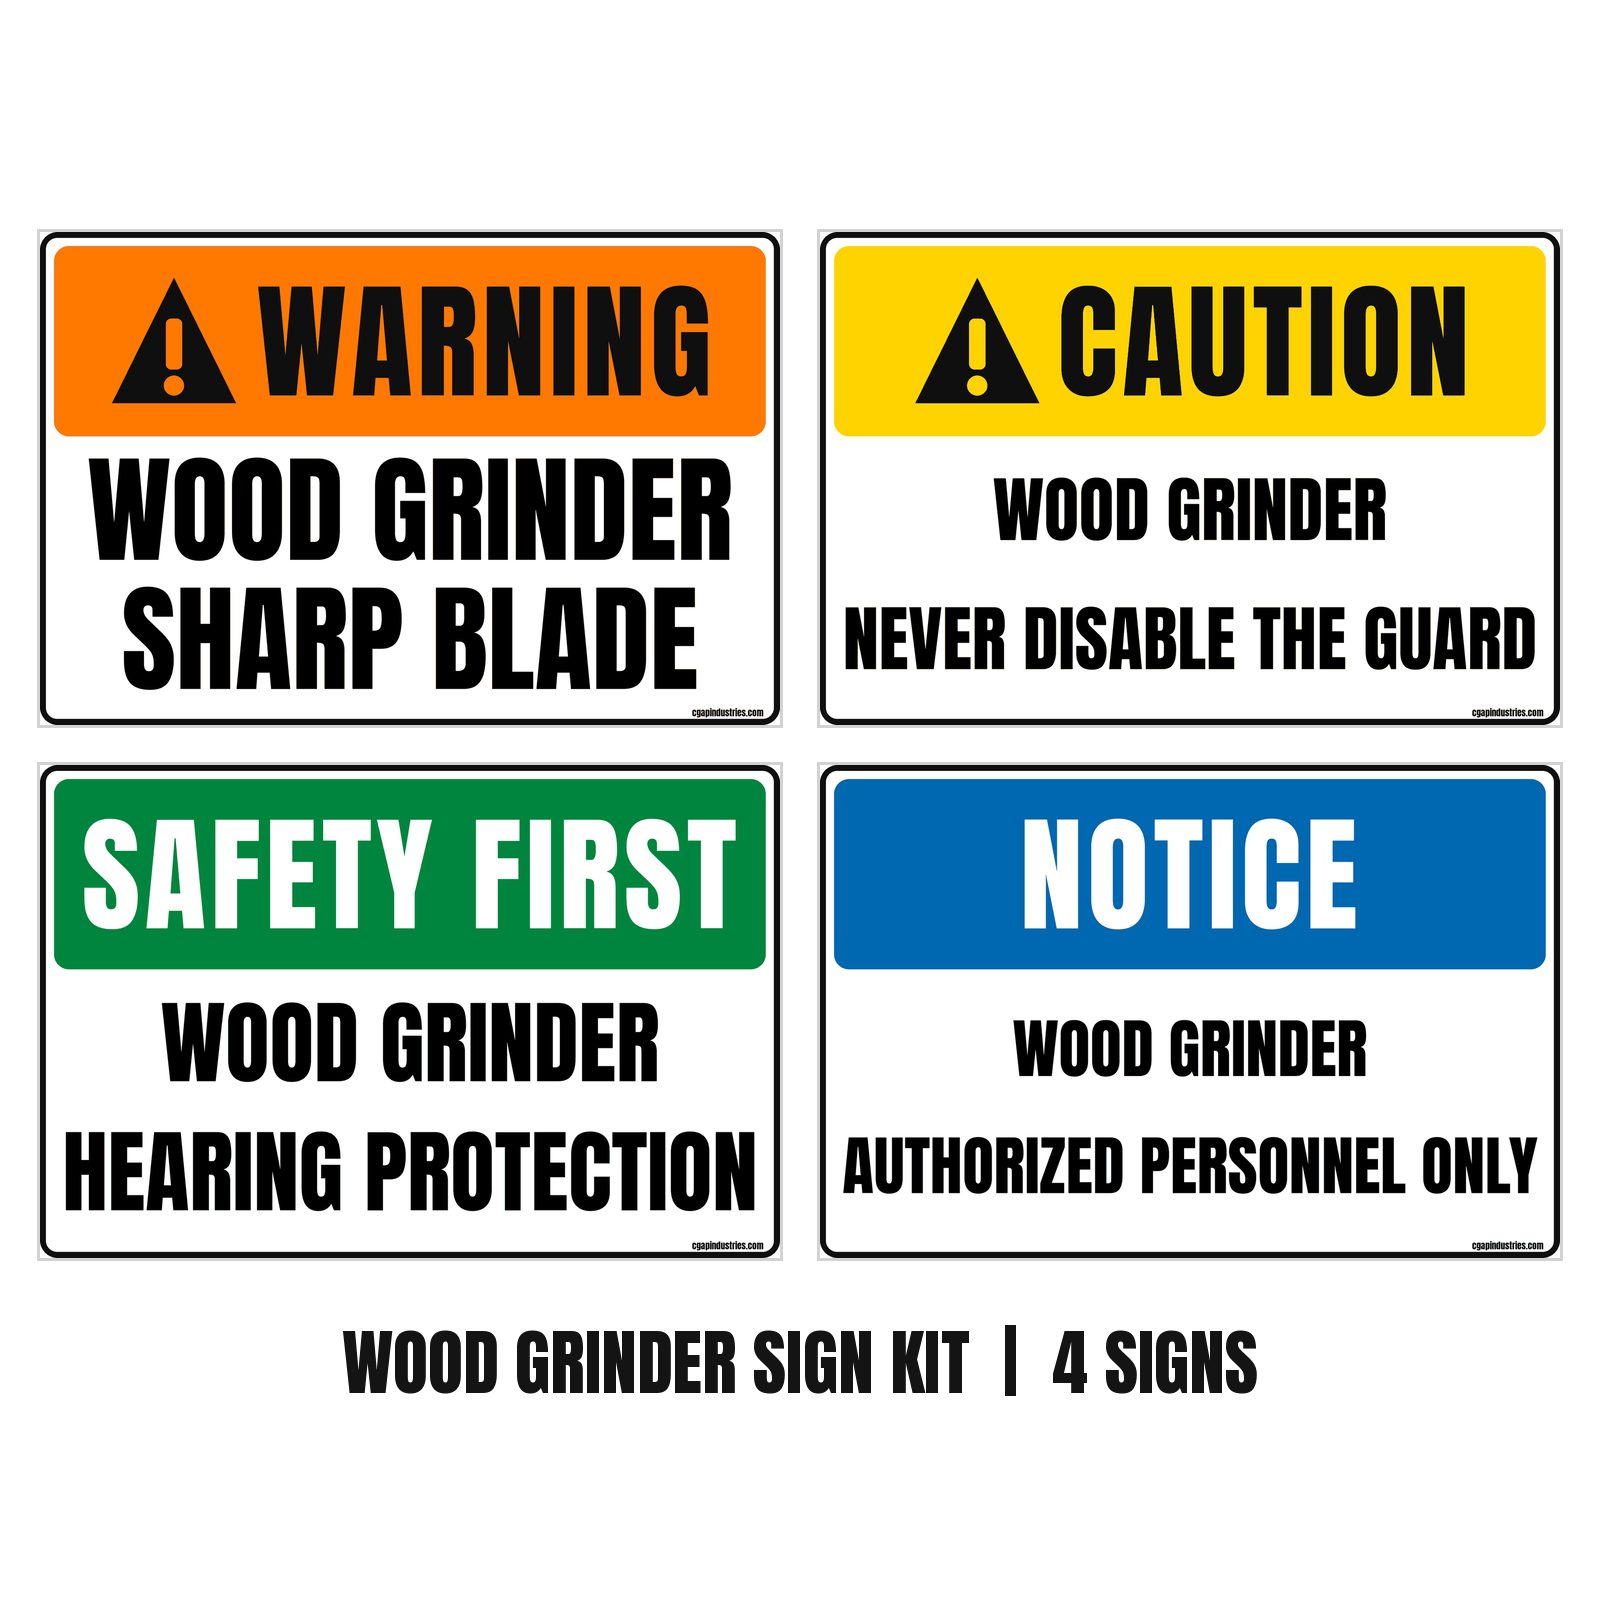 WARNING
WOOD GRINDER
SHARP BLADE
cgapindustries.com
CAUTION
WOOD GRINDER
NEVER DISABLE THE GUARD
cgapindustries.com
SAFETY FIRST
WOOD GRINDER
HEARING PROTECTION
cgapindustries.com
NOTICE
WOOD GRINDER
AUTHORIZED PERSONNEL ONLY
cgapindustries.com
WOOD GRINDER SIGN KIT | 4 SIGNS